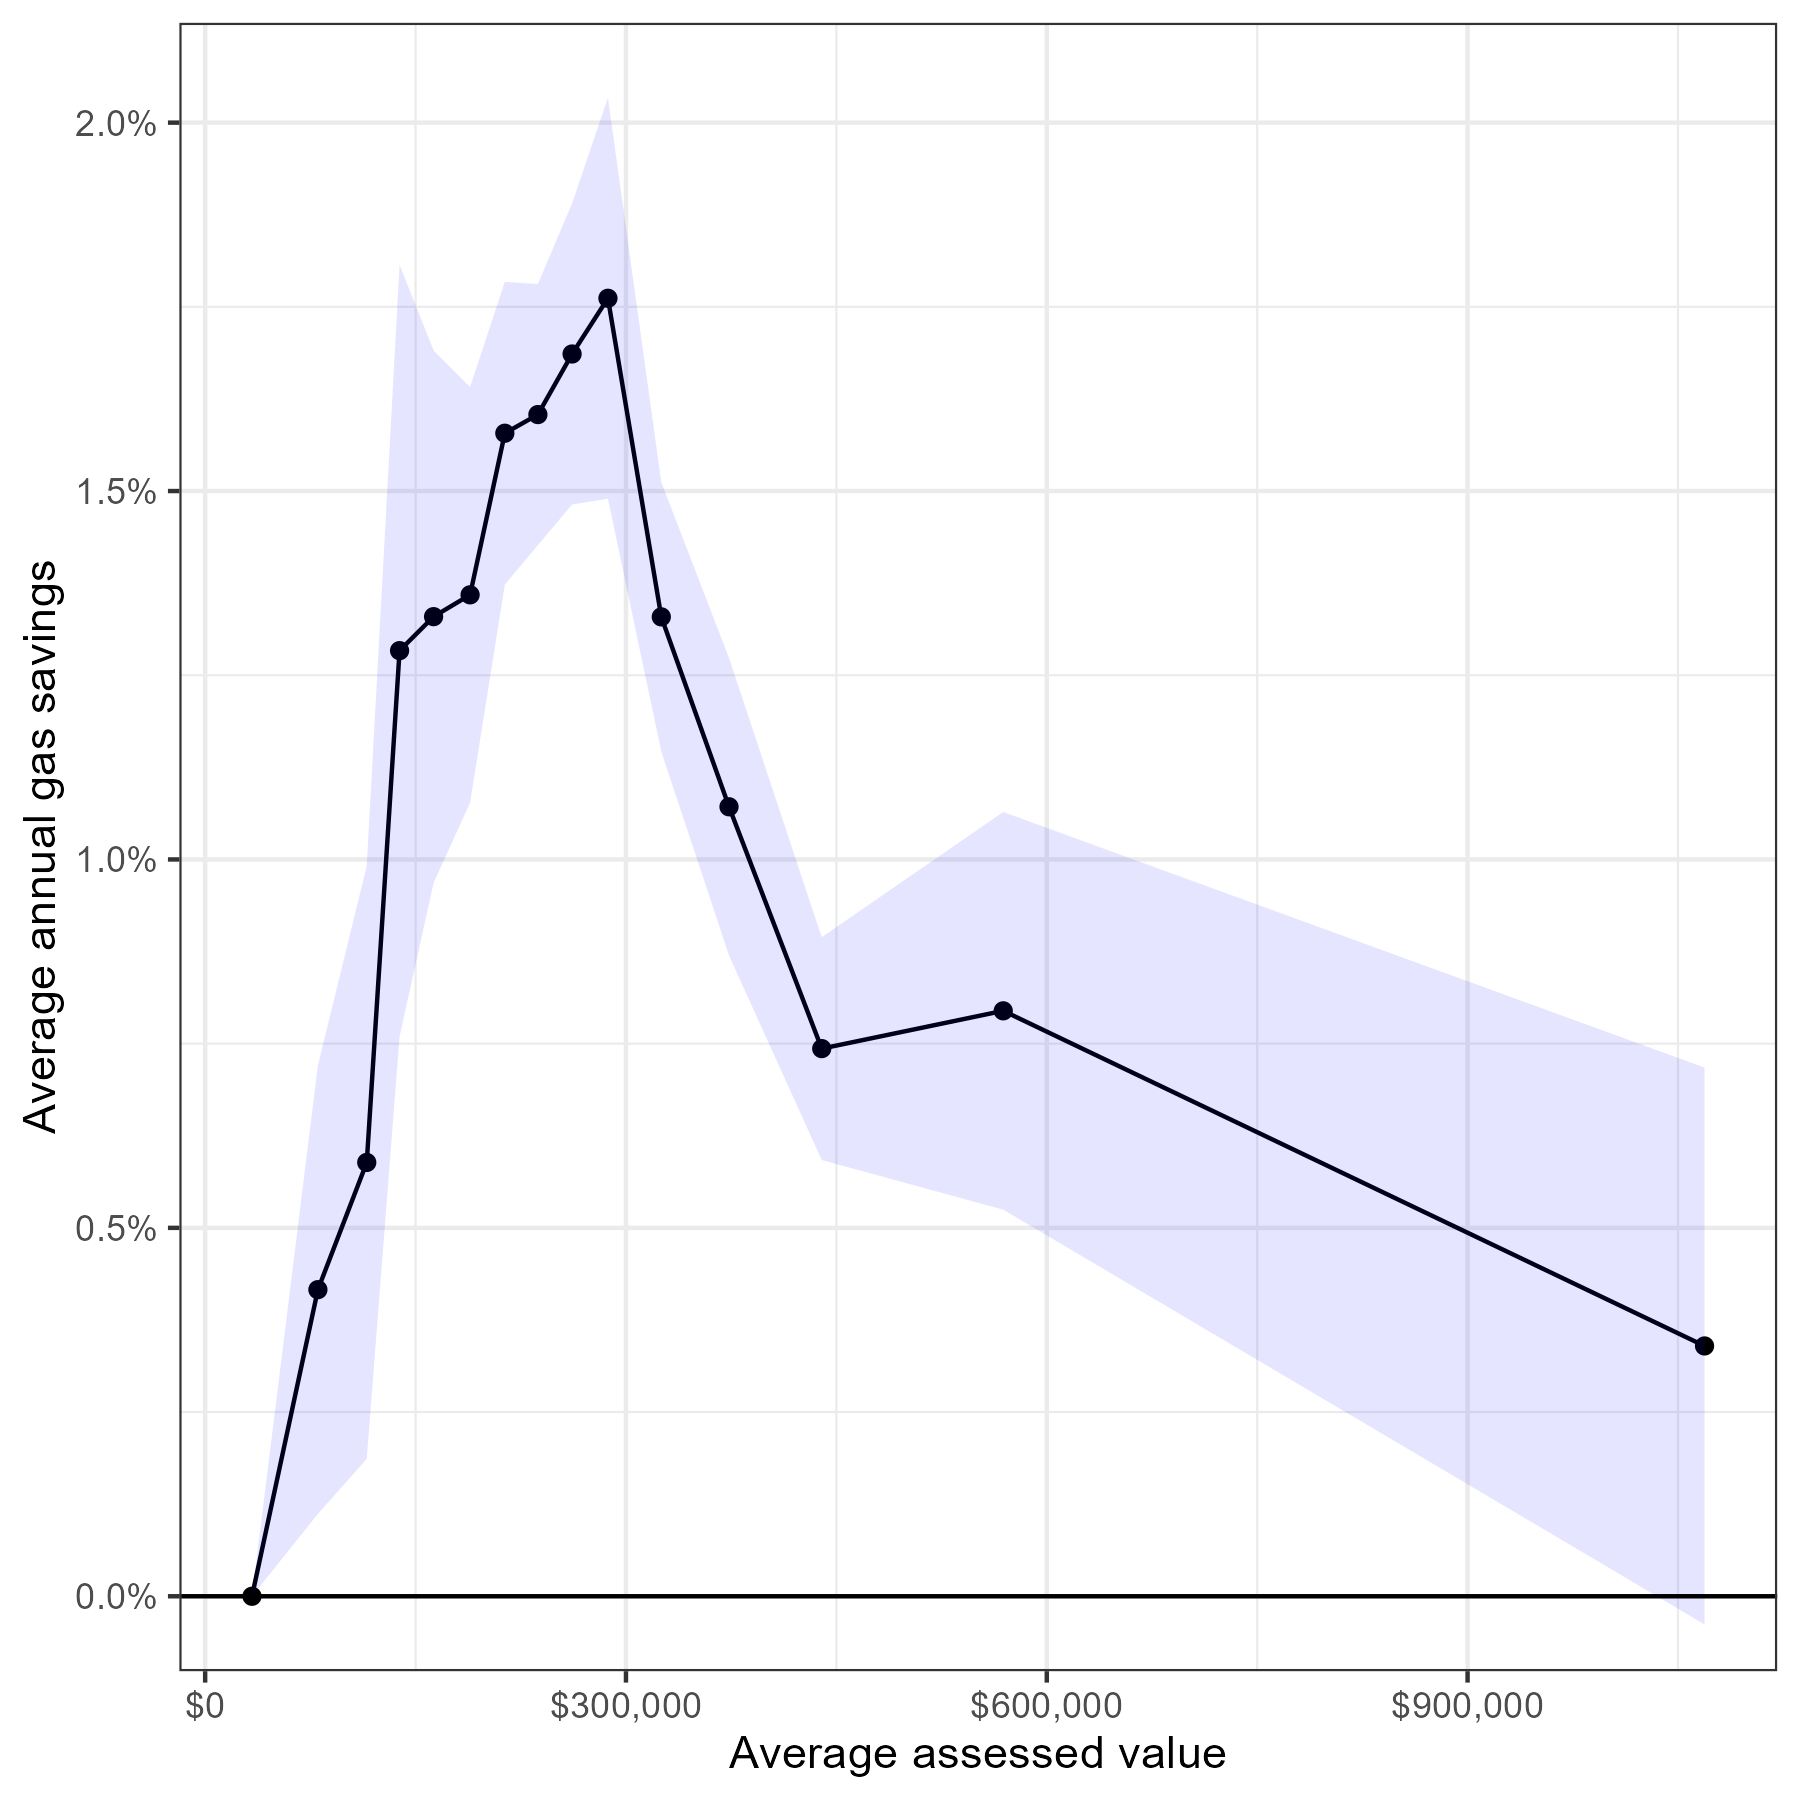 2.0%
1.5%
1.0%
0.5%
0.0%
Average annual gas savings
$0 $300,000 $600,000 $900,000
Average assessed value